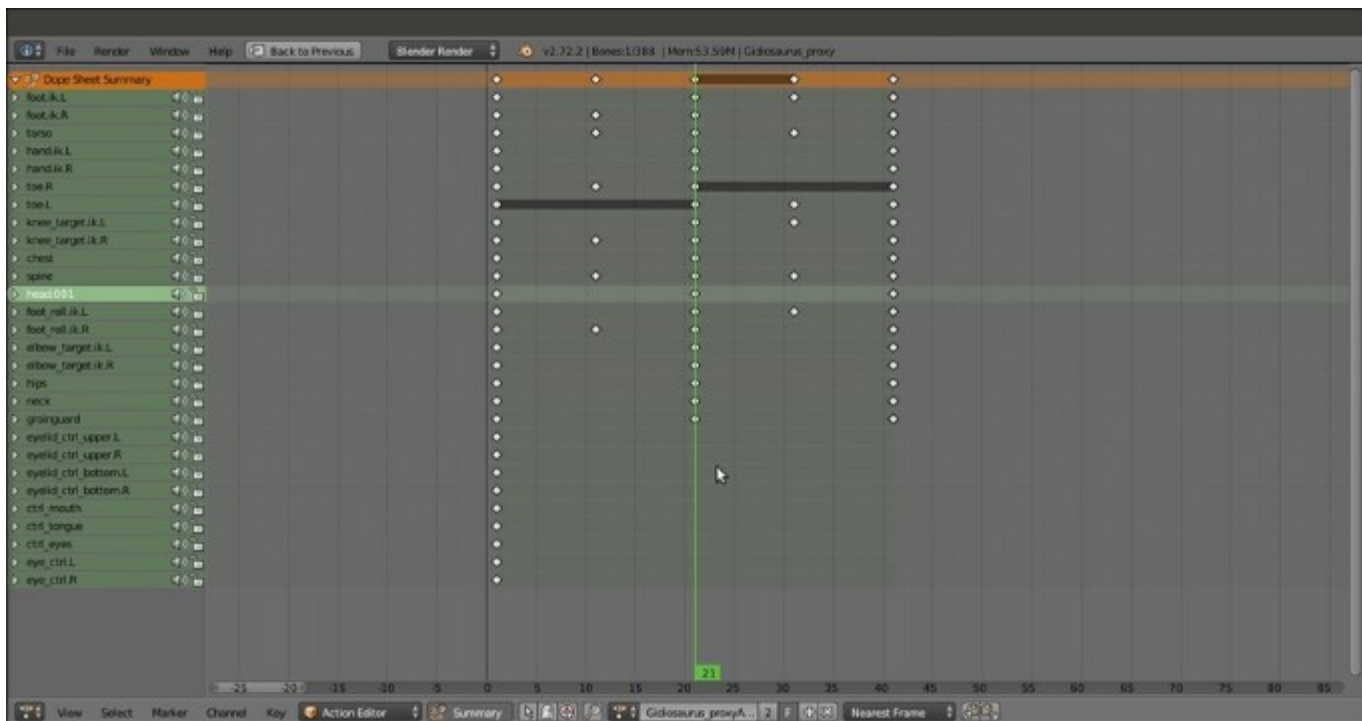 File Render Window Help Back to Previous Blender Render v2.72.2 | Bones:1/388 | Mem:53.59M | Gidiosaurus_proxy
Dope Sheet Summary
foot.ik.L
foot.ik.R
torso
hand.ik.L
hand.ik.R
toe.R
toe.L
knee_target.ik.L
knee_target.ik.R
chest
spine
head.001
foot_roll.ik.L
foot_roll.ik.R
elbow_target.ik.L
elbow_target.ik.R
hips
neck
groinguard
eyelid_ctrl_upper.L
eyelid_ctrl_upper.R
eyelid_ctrl_bottom.L
eyelid_ctrl_bottom.R
ctrl_mouth
ctrl_tongue
ctrl_eyes
eye_ctrl.L
eye_ctrl.R
21
-25 -20 -15 -10 -5 0 5 10 15 20 25 30 35 40 45 50 55 60 65 70 75 80 85
View Select Marker Channel Key Action Editor Summary Gidiosaurus_proxyA... 2 F Nearest Frame